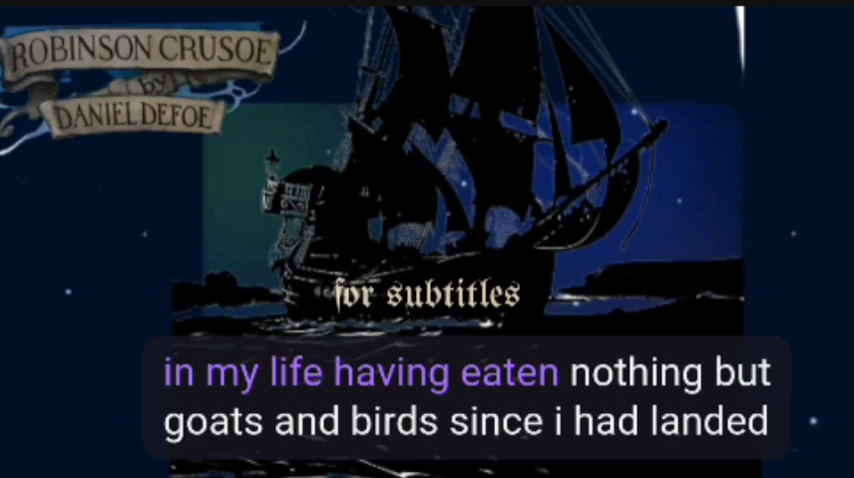 ROBINSON CRUSOE
by
DANIEL DEFOE
for subtitles
in my life having eaten nothing but
goats and birds since i had landed